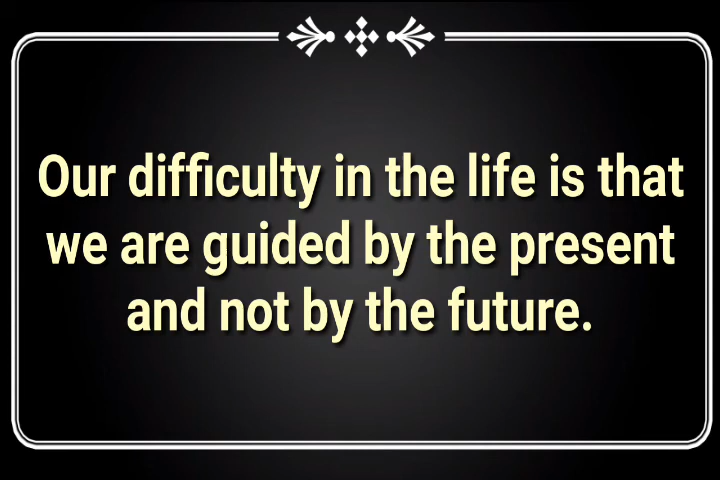 Our difficulty in the life is that
we are guided by the present
and not by the future.